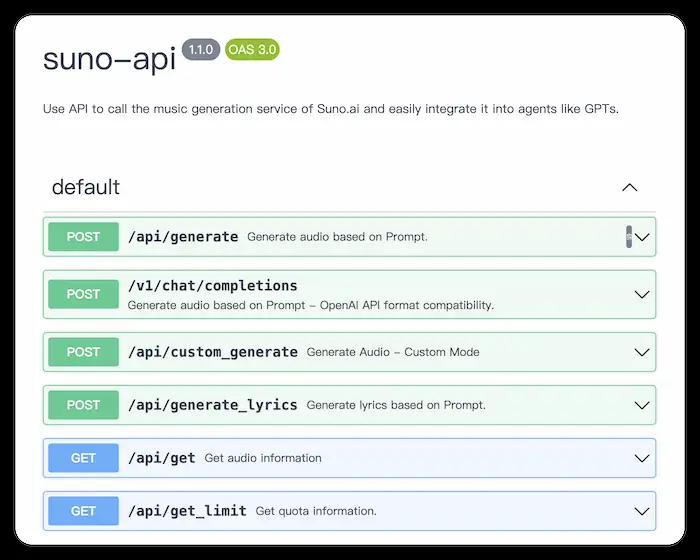 suno-api 1.1.0 OAS 3.0
Use API to call the music generation service of Suno.ai and easily integrate it into agents like GPTs.
default
POST /api/generate Generate audio based on Prompt.
POST /v1/chat/completions
Generate audio based on Prompt - OpenAI API format compatibility.
POST /api/custom_generate Generate Audio - Custom Mode
POST /api/generate_lyrics Generate lyrics based on Prompt.
GET /api/get Get audio information
GET /api/get_limit Get quota information.